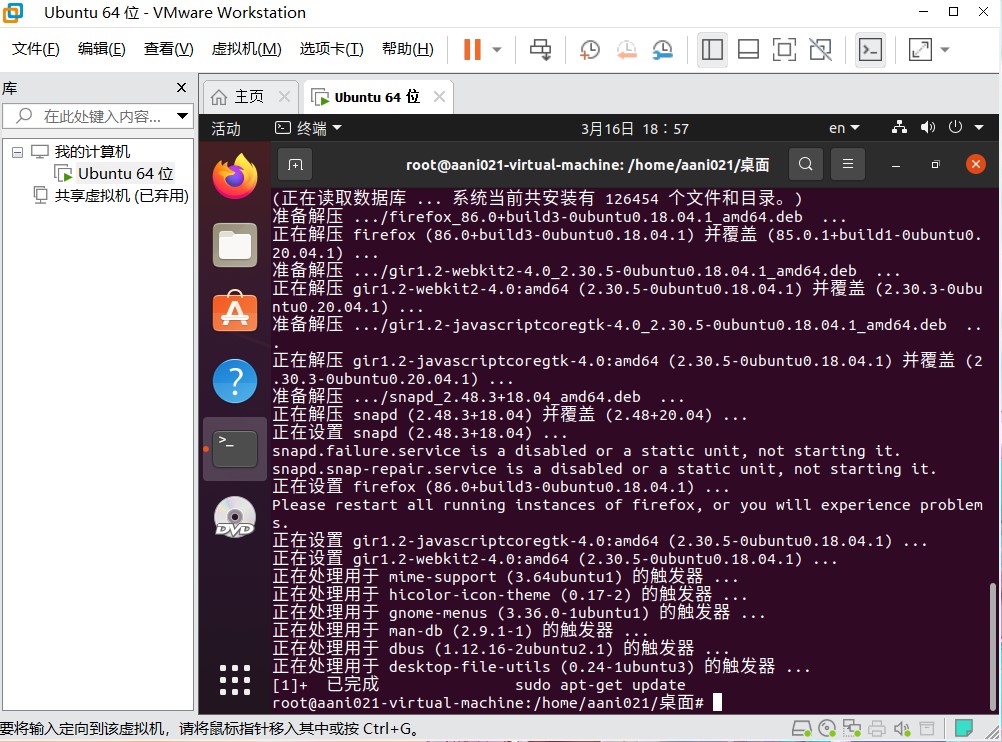 Ubuntu 64 位 - VMware Workstation
文件(F) 编辑(E) 查看(V) 虚拟机(M) 选项卡(T) 帮助(H)
库
在此处键入内容...
我的计算机
Ubuntu 64 位
共享虚拟机 (已弃用)
主页
Ubuntu 64 位
活动 终端 3月16日 18：57 en
root@aani021-virtual-machine: /home/aani021/桌面
(正在读取数据库 ... 系统当前共安装有 126454 个文件和目录。)
准备解压 .../firefox_86.0+build3-0ubuntu0.18.04.1_amd64.deb ...
正在解压 firefox (86.0+build3-0ubuntu0.18.04.1) 并覆盖 (85.0.1+build1-0ubuntu0.
20.04.1) ...
准备解压 .../gir1.2-webkit2-4.0_2.30.5-0ubuntu0.18.04.1_amd64.deb ...
正在解压 gir1.2-webkit2-4.0:amd64 (2.30.5-0ubuntu0.18.04.1) 并覆盖 (2.30.3-0ubu
ntu0.20.04.1) ...
准备解压 .../gir1.2-javascriptcoregtk-4.0_2.30.5-0ubuntu0.18.04.1_amd64.deb ..
.
正在解压 gir1.2-javascriptcoregtk-4.0:amd64 (2.30.5-0ubuntu0.18.04.1) 并覆盖 (2
.30.3-0ubuntu0.20.04.1) ...
准备解压 .../snapd_2.48.3+18.04_amd64.deb ...
正在解压 snapd (2.48.3+18.04) 并覆盖 (2.48+20.04) ...
正在设置 snapd (2.48.3+18.04) ...
snapd.failure.service is a disabled or a static unit, not starting it.
snapd.snap-repair.service is a disabled or a static unit, not starting it.
正在设置 firefox (86.0+build3-0ubuntu0.18.04.1) ...
Please restart all running instances of firefox, or you will experience problem
s.
正在设置 gir1.2-javascriptcoregtk-4.0:amd64 (2.30.5-0ubuntu0.18.04.1) ...
正在设置 gir1.2-webkit2-4.0:amd64 (2.30.5-0ubuntu0.18.04.1) ...
正在处理用于 mime-support (3.64ubuntu1) 的触发器 ...
正在处理用于 hicolor-icon-theme (0.17-2) 的触发器 ...
正在处理用于 gnome-menus (3.36.0-1ubuntu1) 的触发器 ...
正在处理用于 man-db (2.9.1-1) 的触发器 ...
正在处理用于 dbus (1.12.16-2ubuntu2.1) 的触发器 ...
正在处理用于 desktop-file-utils (0.24-1ubuntu3) 的触发器 ...
[1]+ 已完成 sudo apt-get update
root@aani021-virtual-machine:/home/aani021/桌面#
DVD
要将输入定向到该虚拟机，请将鼠标指针移入其中或按 Ctrl+G。